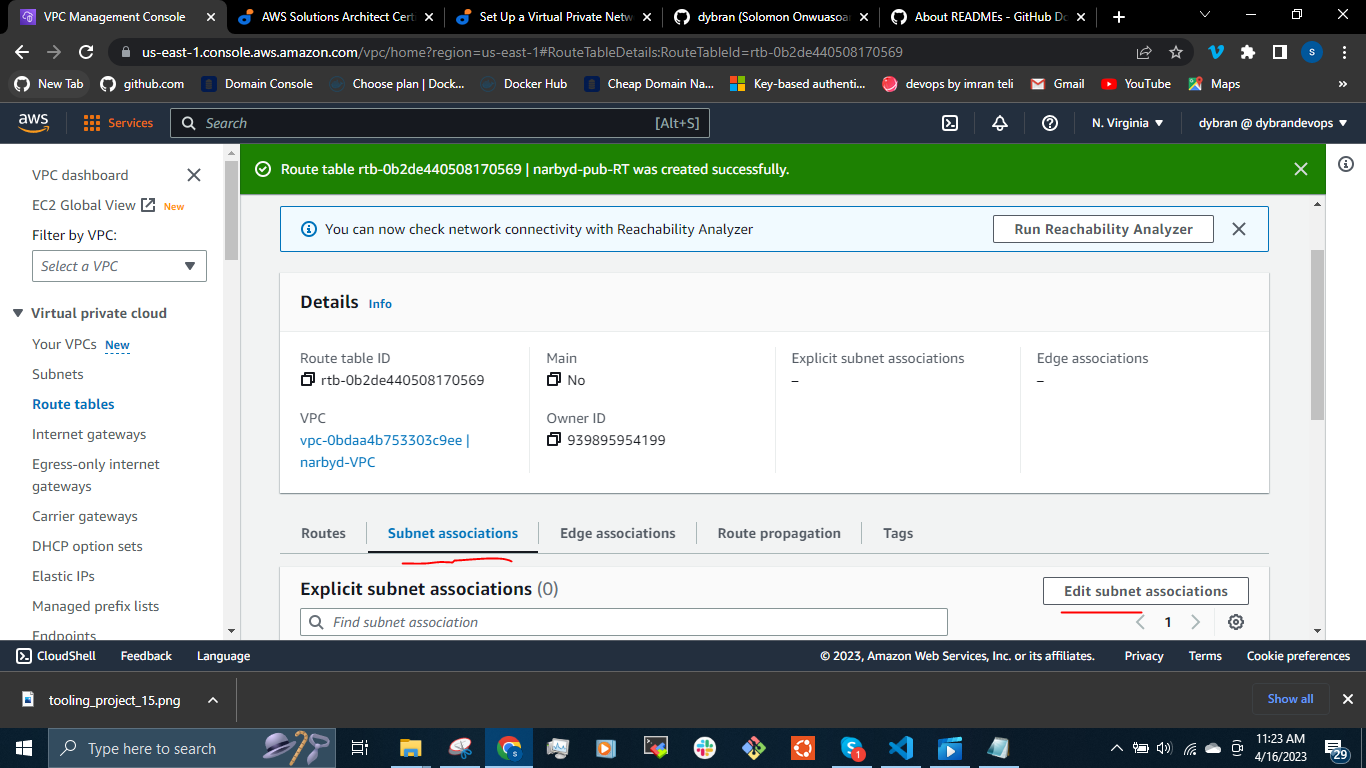 VPC Management Console
AWS Solutions Architect Cert
Set Up a Virtual Private Netw
dybran (Solomon Onwuasoan
About READMEs - GitHub Do
us-east-1.console.aws.amazon.com/vpc/home?region=us-east-1#RouteTableDetails:RouteTableId=rtb-0b2de440508170569
S
New Tab
github.com
Domain Console
Choose plan | Dock...
Docker Hub
Cheap Domain Na...
Key-based authenti...
devops by imran teli
Gmail
YouTube
Maps
»
aws
Services
Search
[Alt+S]
N. Virginia
dybran @ dybrandevops
VPC dashboard
EC2 Global View New
Filter by VPC:
Select a VPC
Virtual private cloud
Your VPCs New
Subnets
Route tables
Internet gateways
Egress-only internet
gateways
Carrier gateways
DHCP option sets
Elastic IPs
Managed prefix lists
Endpoints
Route table rtb-0b2de440508170569 | narbyd-pub-RT was created successfully.
You can now check network connectivity with Reachability Analyzer
Run Reachability Analyzer
Details Info
Route table ID
rtb-0b2de440508170569
Main
No
Explicit subnet associations
–
Edge associations
–
VPC
vpc-0bdaa4b753303c9ee |
narbyd-VPC
Owner ID
939895954199
Routes
Subnet associations
Edge associations
Route propagation
Tags
Explicit subnet associations (0)
Edit subnet associations
Find subnet association
1
CloudShell
Feedback
Language
© 2023, Amazon Web Services, Inc. or its affiliates.
Privacy
Terms
Cookie preferences
tooling_project_15.png
Show all
Type here to search
1
11:23 AM
4/16/2023
29